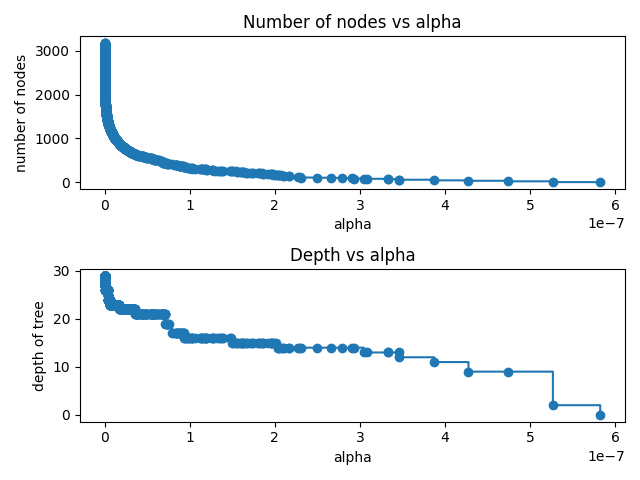 Number of nodes vs alpha
number of nodes
3000
2000
1000
0
0 1 2 3 4 5 6
1e−7
alpha
Depth vs alpha
depth of tree
30
20
10
0
0 1 2 3 4 5 6
1e−7
alpha